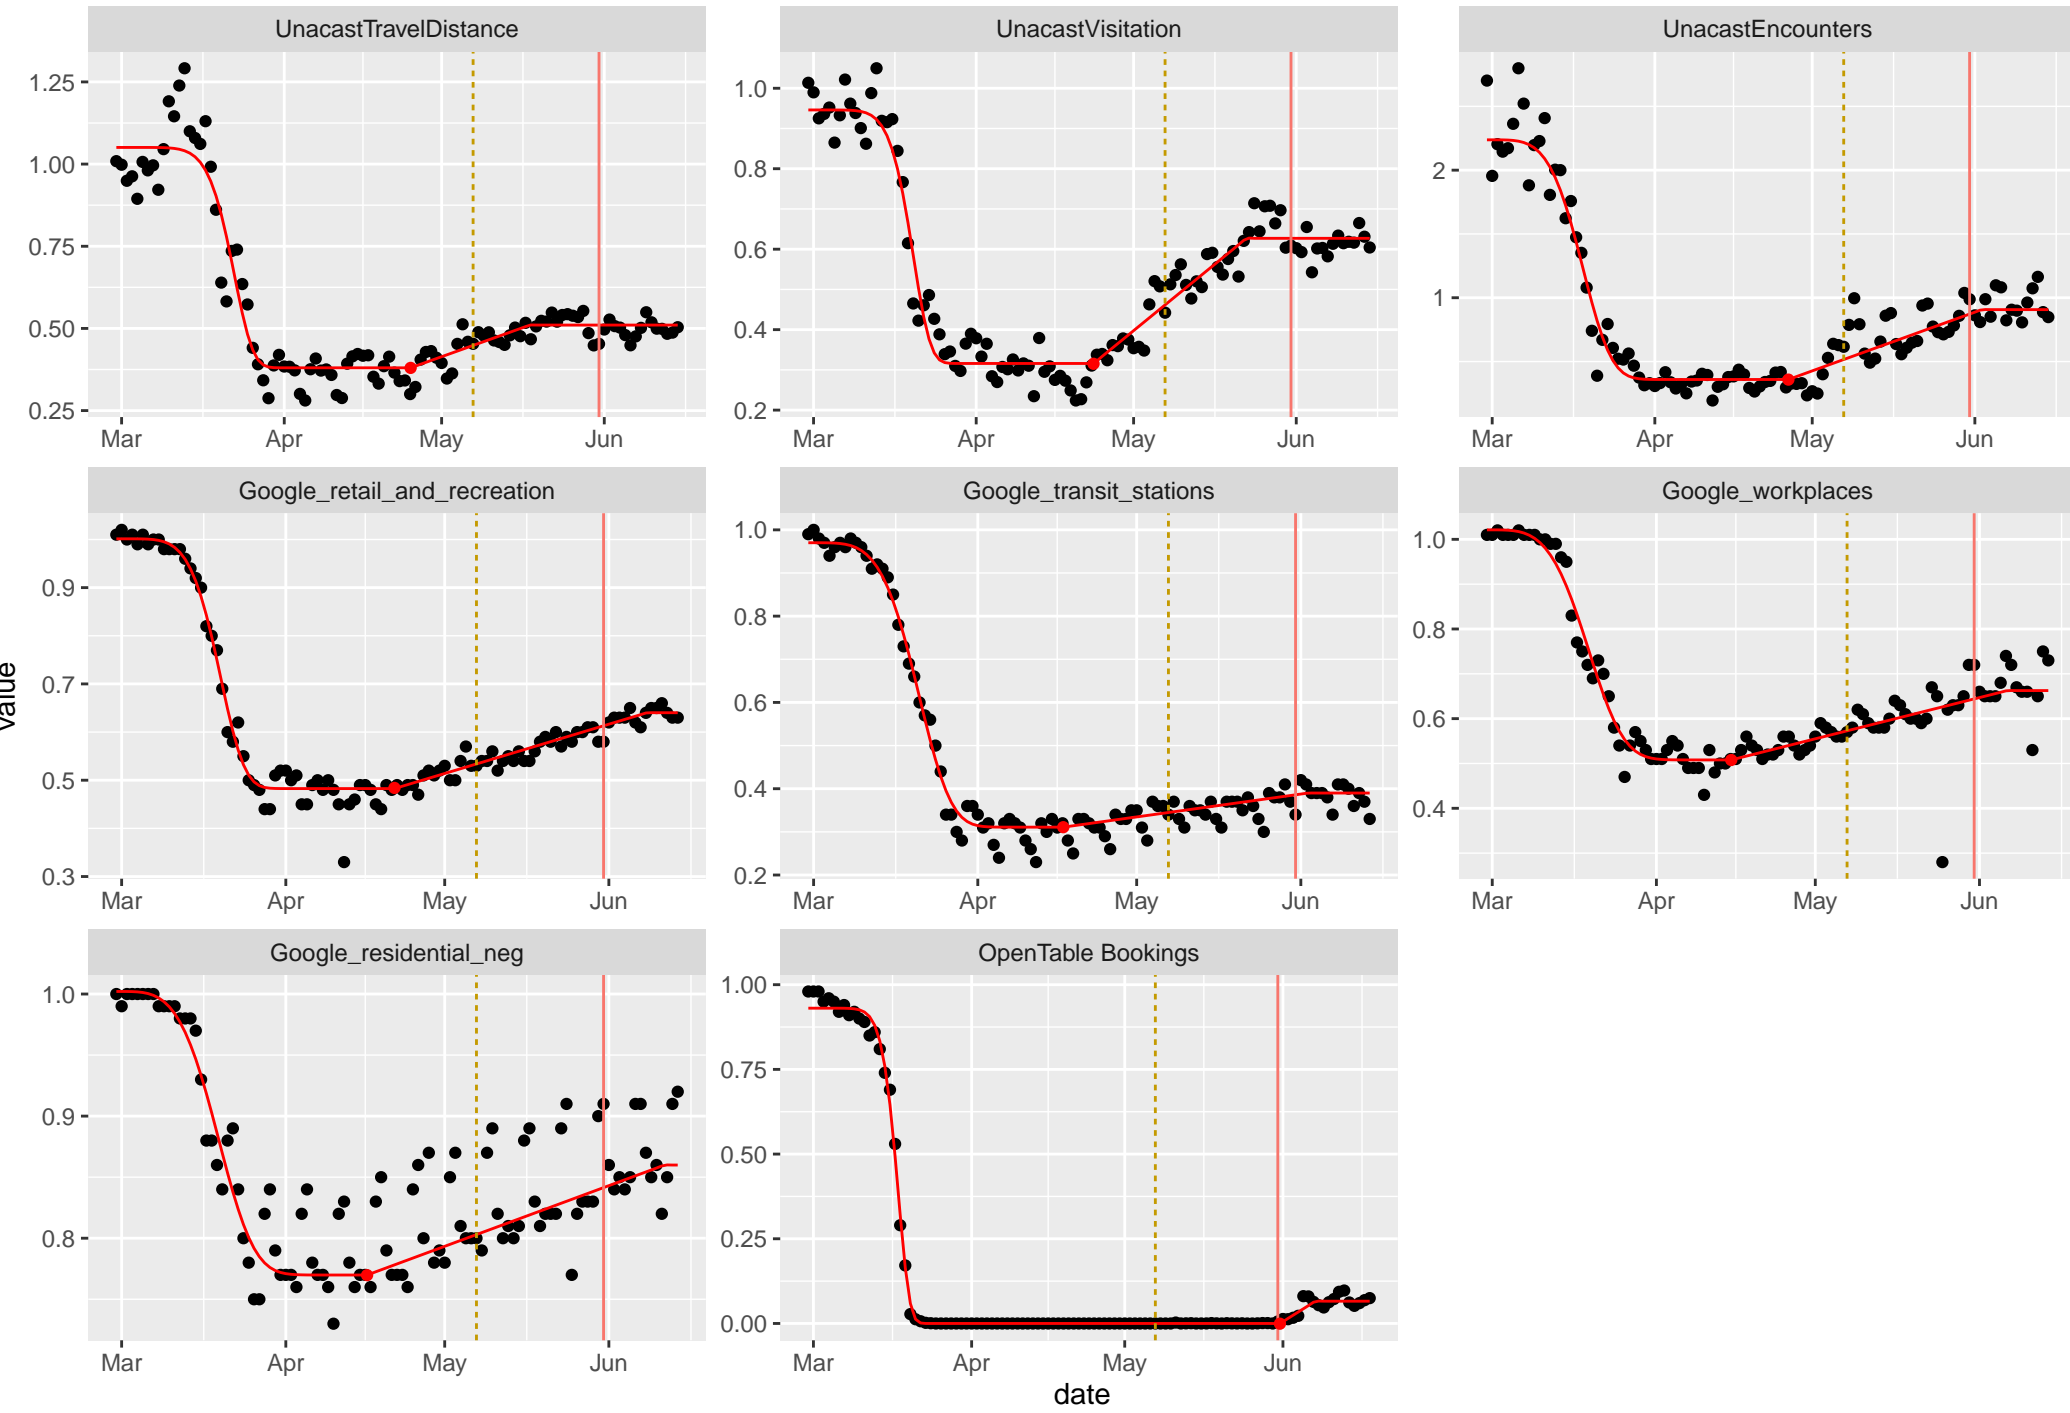 UnacastTravelDistance
UnacastVisitation
UnacastEncounters
1.25
1.00
0.75
0.50
0.25
Mar Apr May Jun
1.0
0.8
0.6
0.4
0.2
Mar Apr May Jun
2
1
Mar Apr May Jun
Google_retail_and_recreation
Google_transit_stations
Google_workplaces
value
0.9
0.7
0.5
0.3
Mar Apr May Jun
1.0
0.8
0.6
0.4
0.2
Mar Apr May Jun
1.0
0.8
0.6
0.4
Mar Apr May Jun
Google_residential_neg
OpenTable Bookings
1.0
0.9
0.8
Mar Apr May Jun
1.00
0.75
0.50
0.25
0.00
Mar Apr May Jun
date